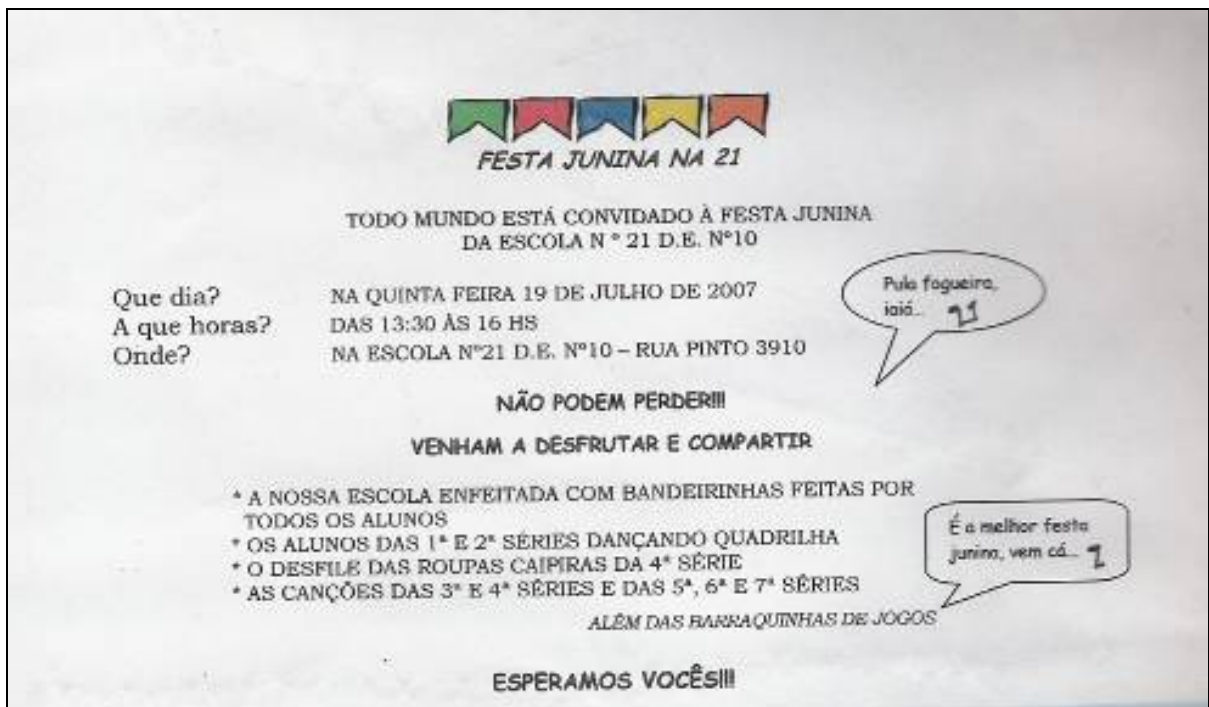 FESTA JUNINA NA 21
TODO MUNDO ESTÁ CONVIDADO À FESTA JUNINA
DA ESCOLA N ° 21 D.E. N°10
Que dia? NA QUINTA FEIRA 19 DE JULHO DE 2007
A que horas? DAS 13:30 ÀS 16 HS
Onde? NA ESCOLA N°21 D.E. N°10 – RUA PINTO 3910
Pula fogueira,
iaiá...
NÃO PODEM PERDER!!!
VENHAM A DESFRUTAR E COMPARTIR
* A NOSSA ESCOLA ENFEITADA COM BANDEIRINHAS FEITAS POR
TODOS OS ALUNOS
* OS ALUNOS DAS 1ª E 2ª SÉRIES DANÇANDO QUADRILHA
* O DESFILE DAS ROUPAS CAIPIRAS DA 4ª SÉRIE
* AS CANÇÕES DAS 3ª E 4ª SÉRIES E DAS 5ª, 6ª E 7ª SÉRIES
É a melhor festa
junina, vem cá...
ALÉM DAS BARRAQUINHAS DE JOGOS
ESPERAMOS VOCÊS!!!